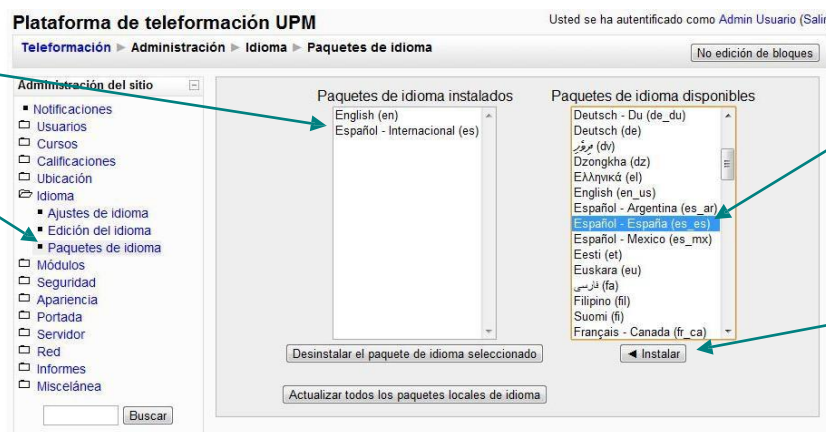 Plataforma de teleformación UPM
Usted se ha autentificado como Admin Usuario (Salir
Teleformación ► Administración ► Idioma ► Paquetes de idioma
No edición de bloques
Administración del sitio
Notificaciones
Usuarios
Cursos
Calificaciones
Ubicación
Idioma
Ajustes de idioma
Edición del idioma
Paquetes de idioma
Módulos
Seguridad
Apariencia
Portada
Servidor
Red
Informes
Miscelánea
Buscar
Paquetes de idioma instalados
English (en)
Español - Internacional (es)
Desinstalar el paquete de idioma seleccionado
Actualizar todos los paquetes locales de idioma
Paquetes de idioma disponibles
Deutsch - Du (de_du)
Deutsch (de)
(dv)
Dzongkha (dz)
Ελληνικά (el)
English (en_us)
Español - Argentina (es_ar)
Español - España (es_es)
Español - Mexico (es_mx)
Eesti (et)
Euskara (eu)
فارسی (fa)
Filipino (fil)
Suomi (fi)
Français - Canada (fr_ca)
◄ Instalar